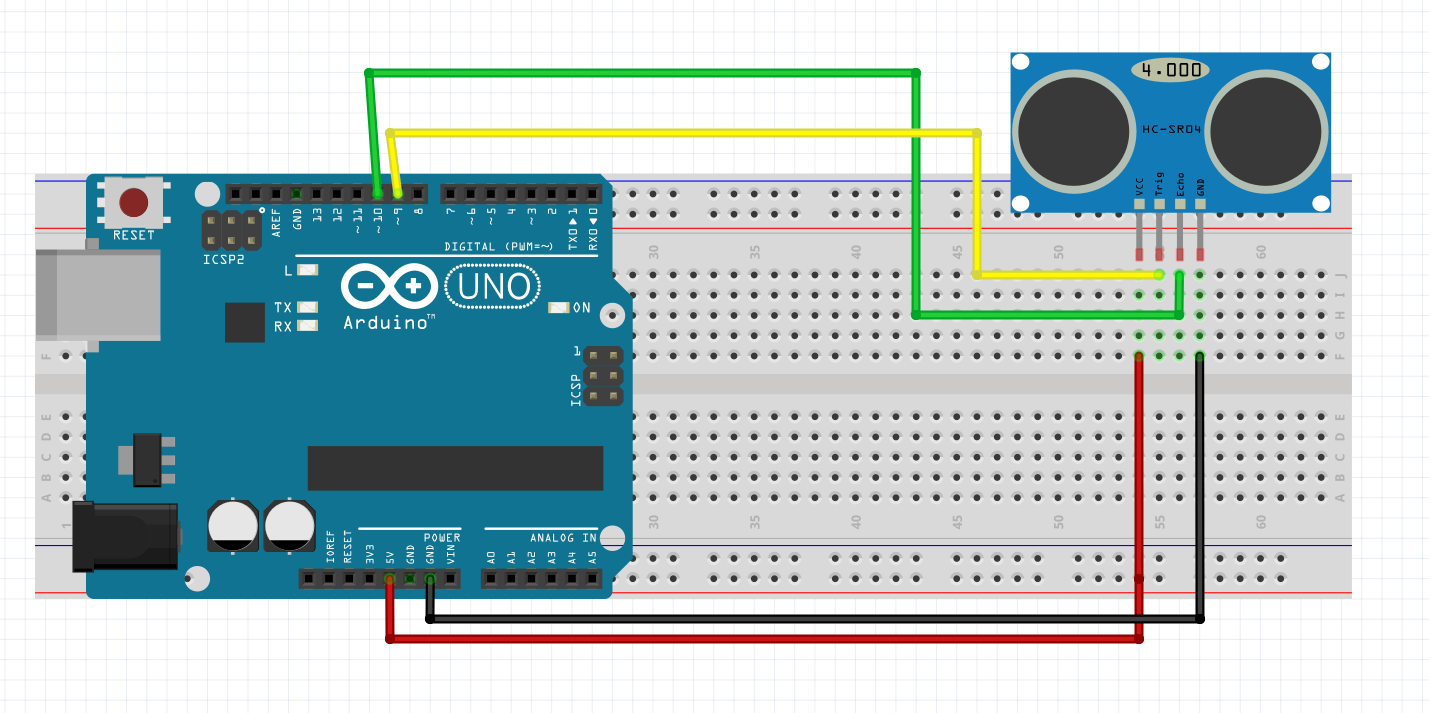 4.000
HC-SR04
VCC
Trig
Echo
GND
RESET
ICSP2
AREF
GND
13
12
~11
~10
~9
8
7
~6
~5
4
~3
2
TX0▶1
RX0◀0
DIGITAL (PWM=~)
L
TX
RX
UNO
ON
Arduino™
1
ICSP
30
35
40
45
50
55
60
J
I
H
G
F
F
E
D
C
B
A
E
D
C
B
A
1
30
35
40
45
50
55
60
POWER
ANALOG IN
IOREF
RESET
3V3
5V
GND
GND
VIN
A0
A1
A2
A3
A4
A5